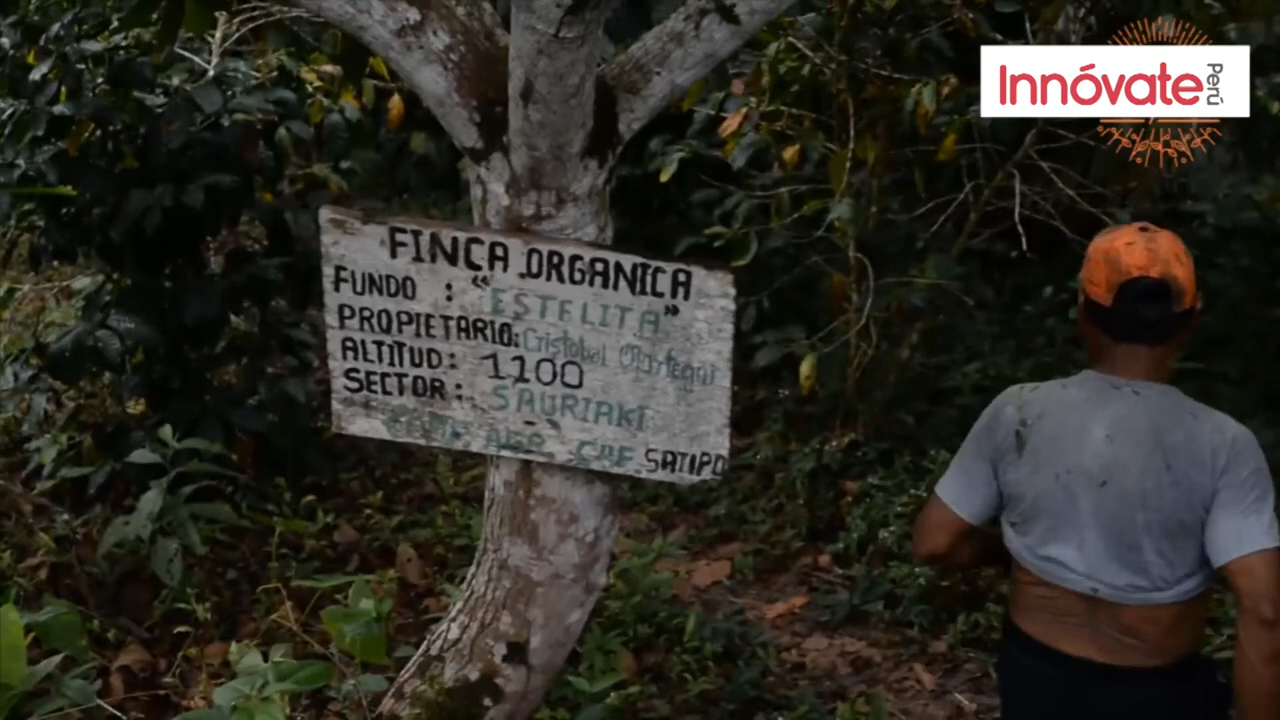 Innóvate Perú
FINCA ORGANICA
FUNDO : "ESTELITA"
PROPIETARIO: Cristobal
ALTITUD: 1100
SECTOR: SAURIAKI
SATIPO